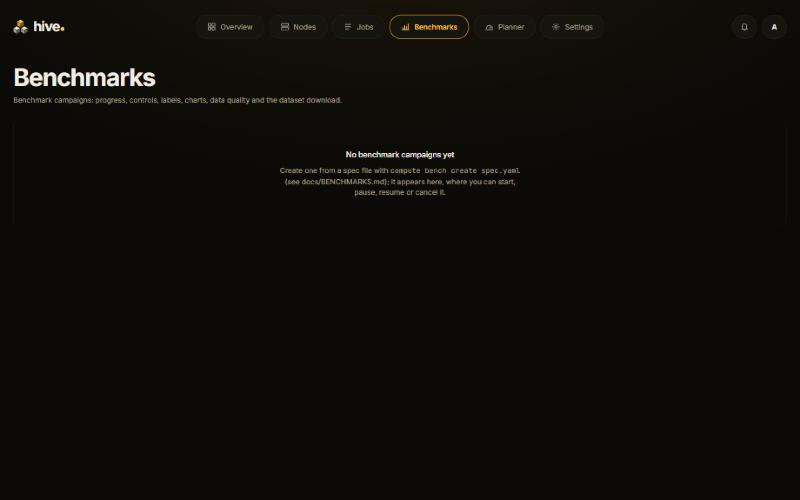 hive.
Overview
Nodes
Jobs
Benchmarks
Planner
Settings
A
Benchmarks
Benchmark campaigns: progress, controls, labels, charts, data quality and the dataset download.
No benchmark campaigns yet
Create one from a spec file with compute bench create spec.yaml
(see docs/BENCHMARKS.md); it appears here, where you can start,
pause, resume or cancel it.